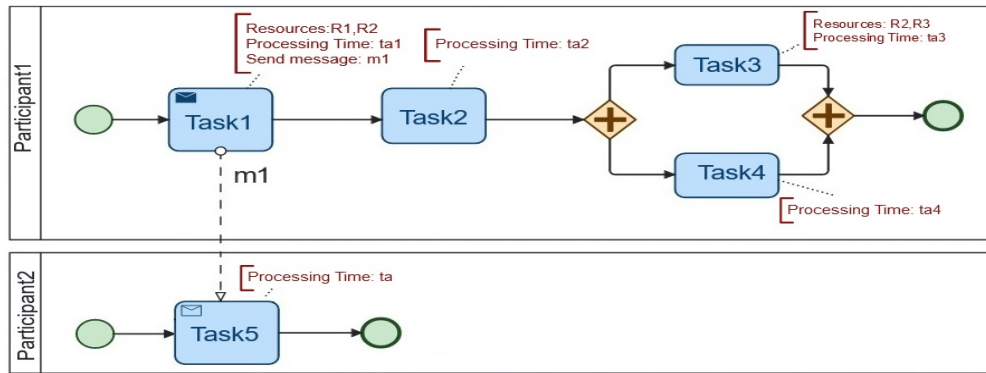 Participant1
Resources:R1,R2
Processing Time: ta1
Send message: m1
Task1
m1
Processing Time: ta2
Task2
Resources: R2,R3
Processing Time: ta3
Task3
Task4
Processing Time: ta4
Participant2
Processing Time: ta
Task5